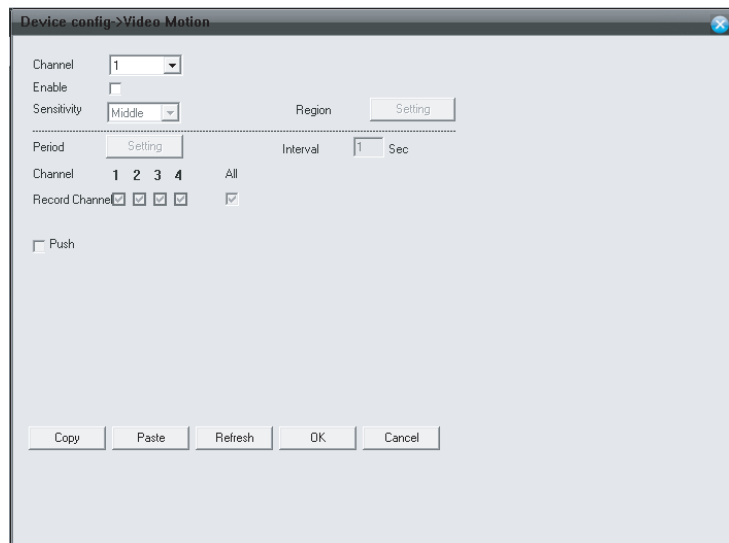 Device config->Video Motion
Channel 1
Enable
Sensitivity Middle Region Setting
Period Setting Interval 1 Sec
Channel 1 2 3 4 All
Record Channel
Push
Copy Paste Refresh OK Cancel